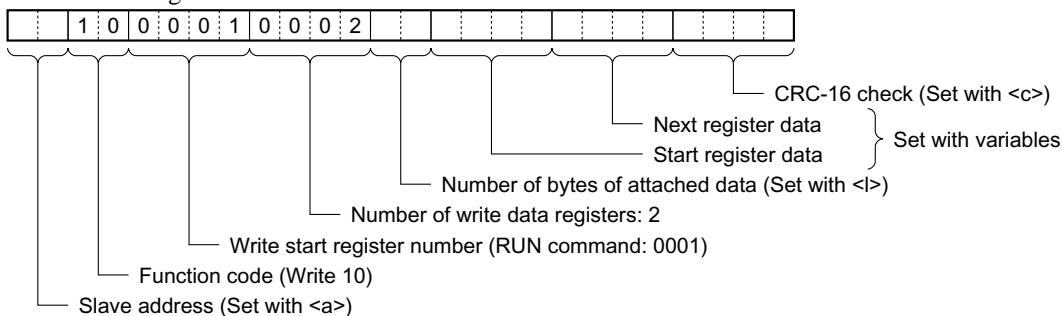 1 0 0 0 0 1 0 0 0 2
CRC-16 check (Set with <c>)
Next register data
Set with variables
Start register data
Number of bytes of attached data (Set with <l>)
Number of write data registers: 2
Write start register number (RUN command: 0001)
Function code (Write 10)
Slave address (Set with <a>)